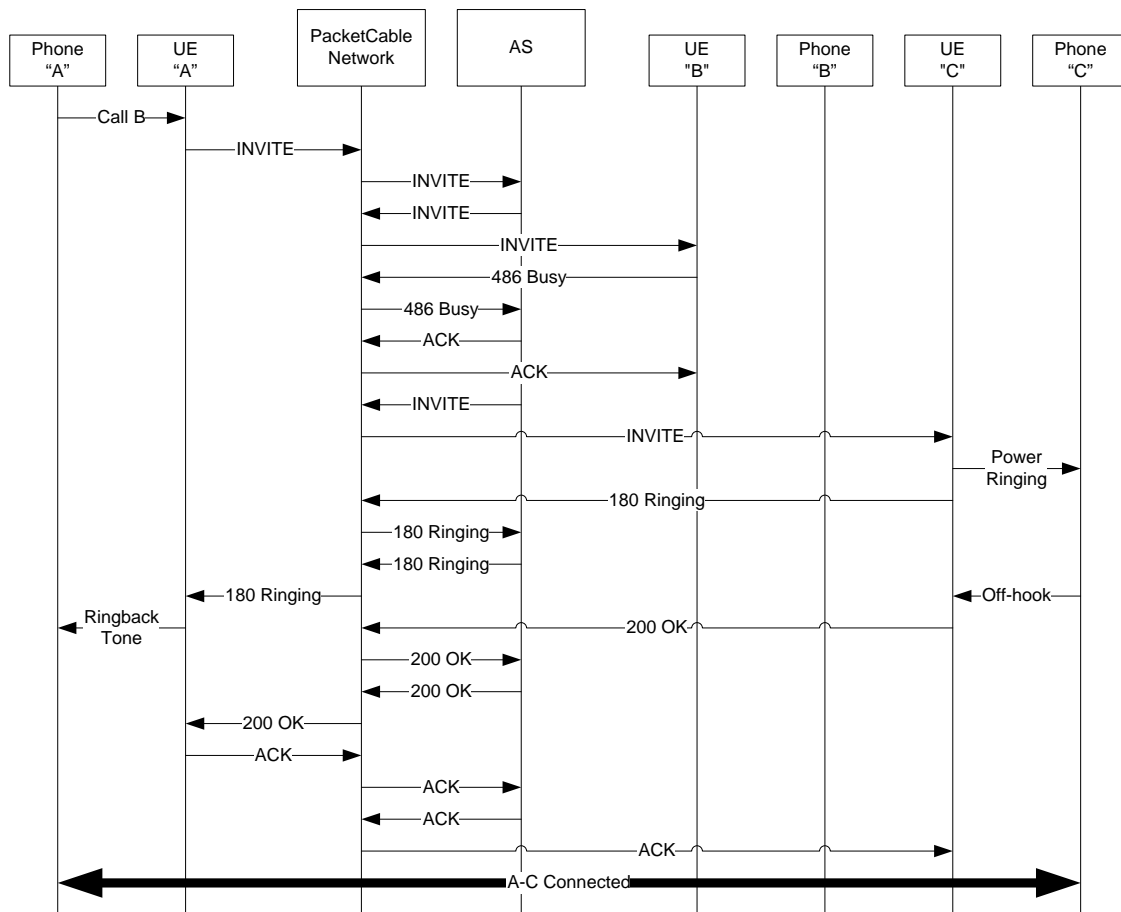 Phone
“A”
UE
“A”
PacketCable
Network
AS
UE
"B"
Phone
“B”
UE
"C"
Phone
“C”
Call B
INVITE
INVITE
INVITE
INVITE
486 Busy
486 Busy
ACK
ACK
INVITE
INVITE
Power
Ringing
180 Ringing
180 Ringing
180 Ringing
180 Ringing
Off-hook
Ringback
Tone
200 OK
200 OK
200 OK
200 OK
ACK
ACK
ACK
ACK
A-C Connected